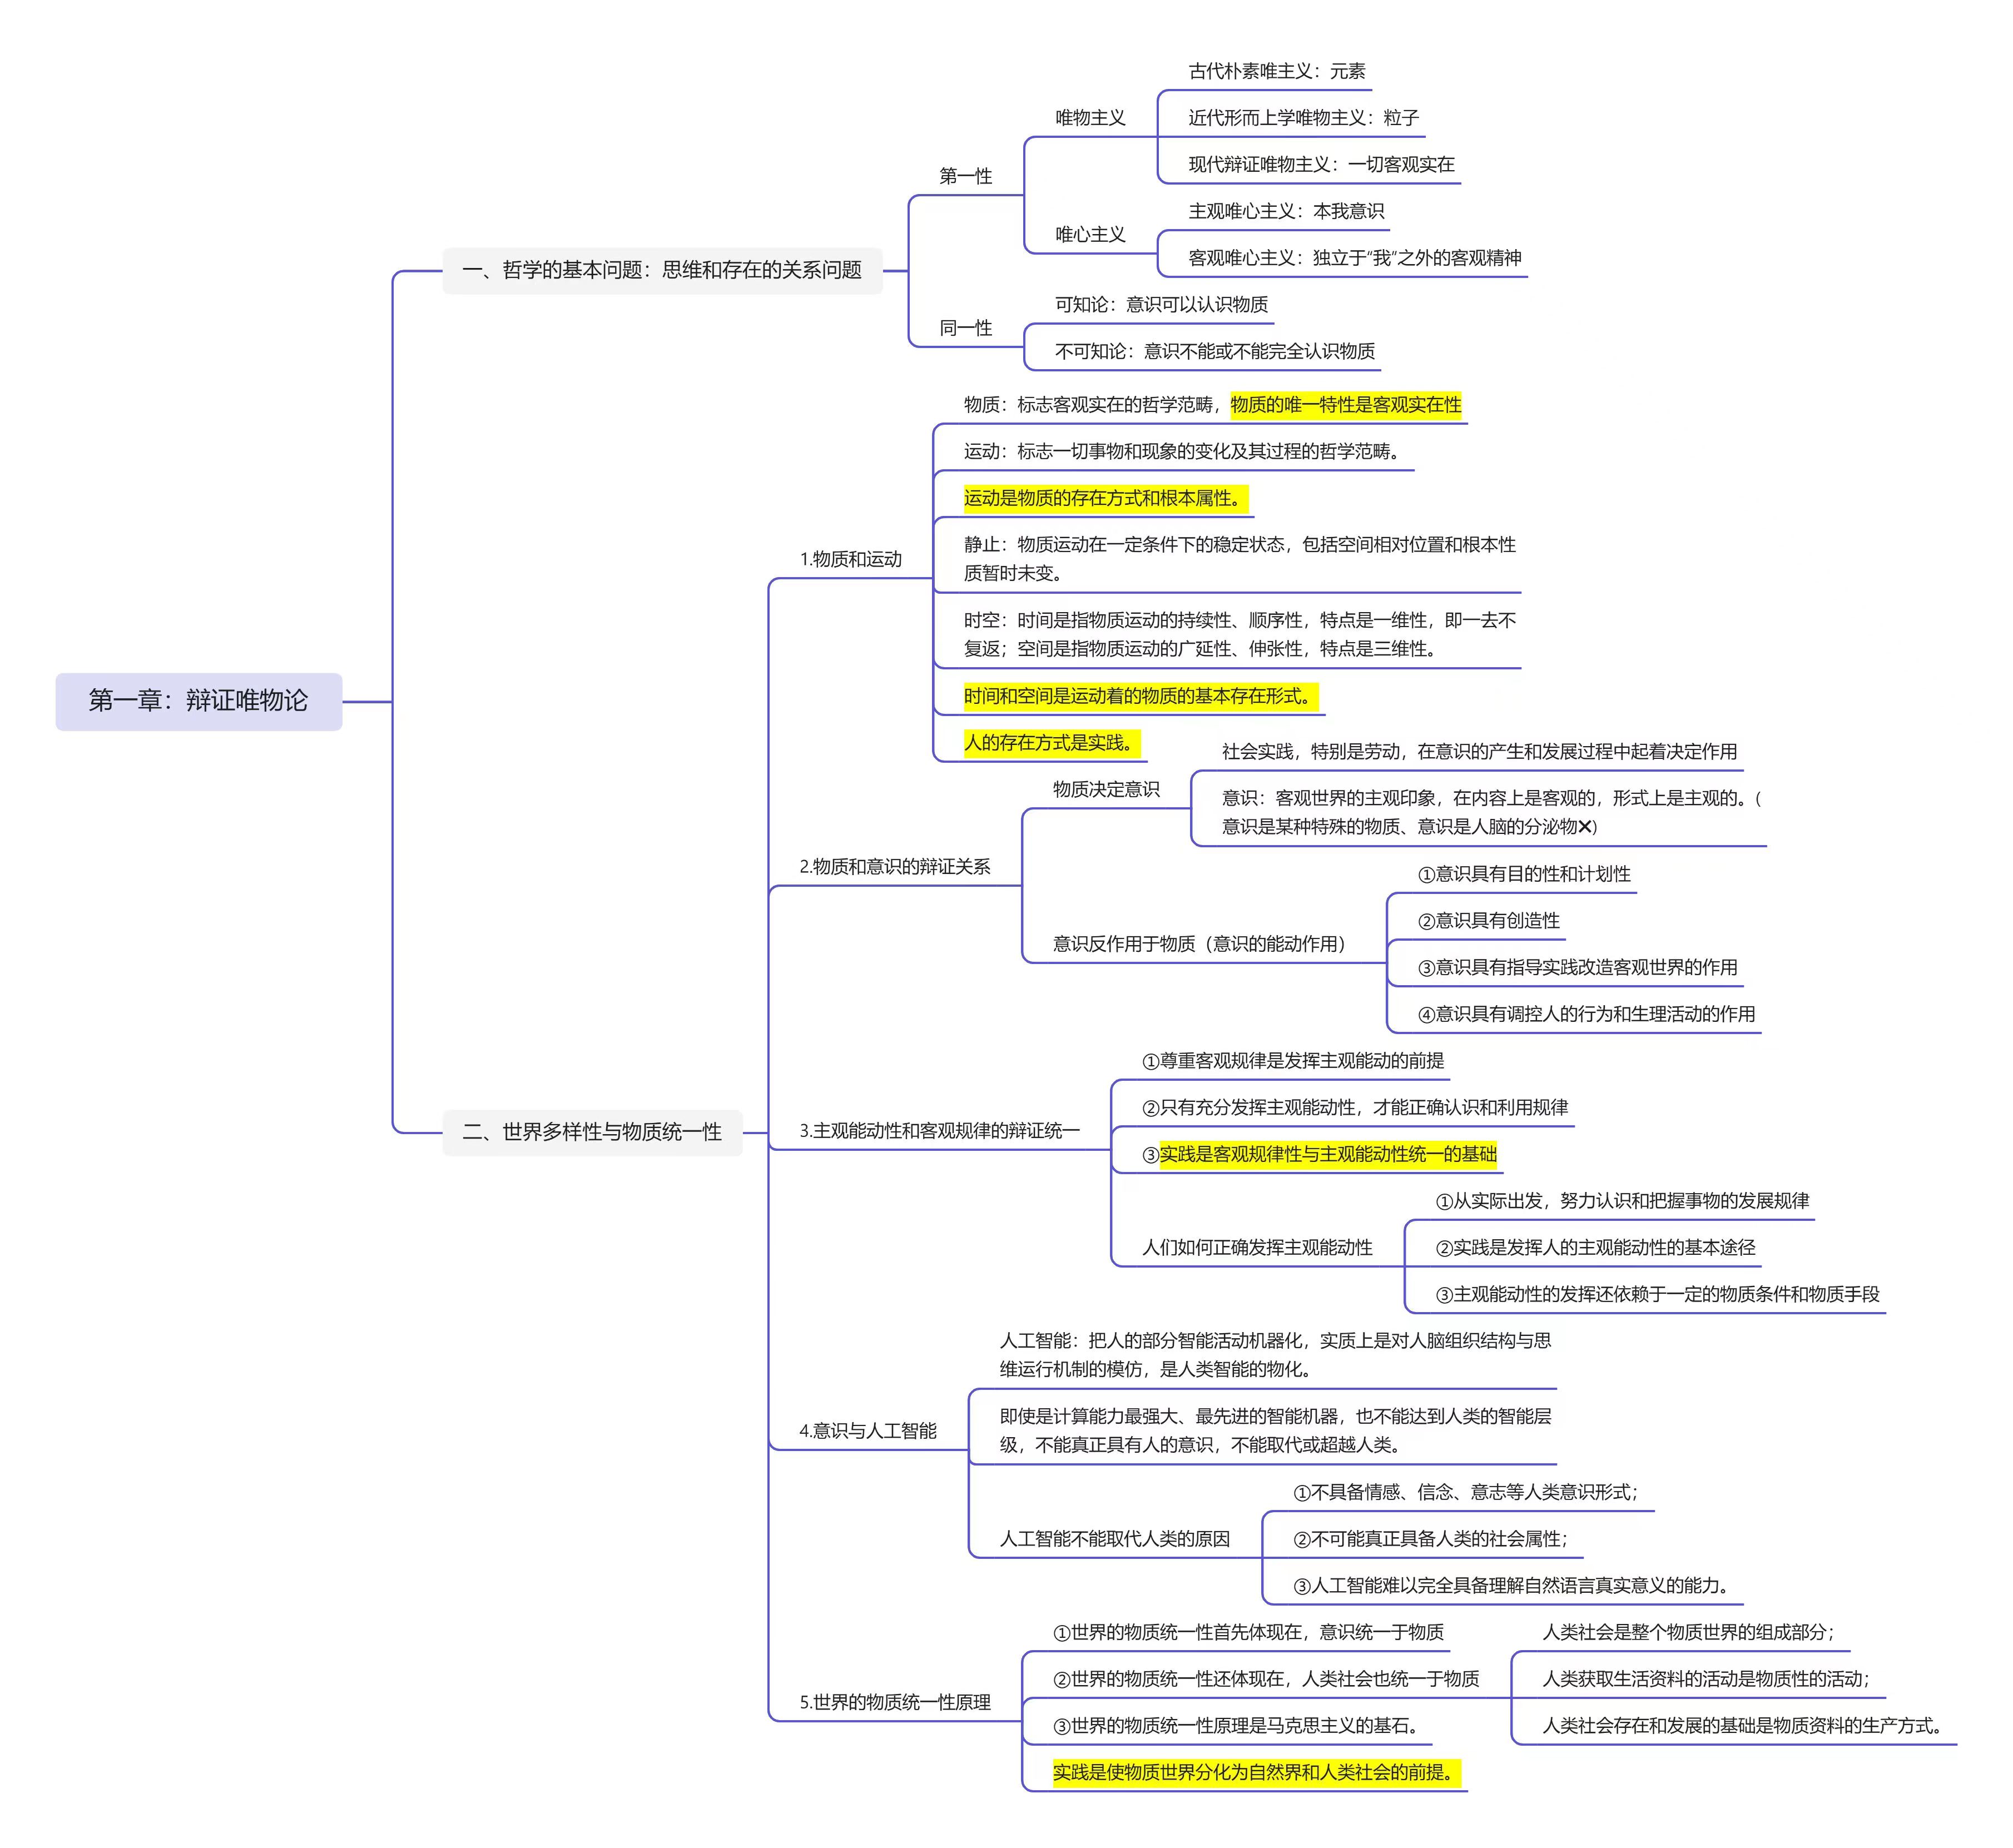 第一章：辩证唯物论
一、哲学的基本问题：思维和存在的关系问题
第一性
唯物主义
古代朴素唯主义：元素
近代形而上学唯物主义：粒子
现代辩证唯物主义：一切客观实在
唯心主义
主观唯心主义：本我意识
客观唯心主义：独立于“我”之外的客观精神
同一性
可知论：意识可以认识物质
不可知论：意识不能或不能完全认识物质
二、世界多样性与物质统一性
1.物质和运动
物质：标志客观实在的哲学范畴，物质的唯一特性是客观实在性
运动：标志一切事物和现象的变化及其过程的哲学范畴。
运动是物质的存在方式和根本属性。
静止：物质运动在一定条件下的稳定状态，包括空间相对位置和根本性
质暂时未变。
时空：时间是指物质运动的持续性、顺序性，特点是一维性，即一去不
复返；空间是指物质运动的广延性、伸张性，特点是三维性。
时间和空间是运动着的物质的基本存在形式。
人的存在方式是实践。
2.物质和意识的辩证关系
物质决定意识
社会实践，特别是劳动，在意识的产生和发展过程中起着决定作用
意识：客观世界的主观印象，在内容上是客观的，形式上是主观的。(
意识是某种特殊的物质、意识是人脑的分泌物❌)
意识反作用于物质（意识的能动作用）
①意识具有目的性和计划性
②意识具有创造性
③意识具有指导实践改造客观世界的作用
④意识具有调控人的行为和生理活动的作用
3.主观能动性和客观规律的辩证统一
①尊重客观规律是发挥主观能动的前提
②只有充分发挥主观能动性，才能正确认识和利用规律
③实践是客观规律性与主观能动性统一的基础
人们如何正确发挥主观能动性
①从实际出发，努力认识和把握事物的发展规律
②实践是发挥人的主观能动性的基本途径
③主观能动性的发挥还依赖于一定的物质条件和物质手段
4.意识与人工智能
人工智能：把人的部分智能活动机器化，实质上是对人脑组织结构与思
维运行机制的模仿，是人类智能的物化。
即使是计算能力最强大、最先进的智能机器，也不能达到人类的智能层
级，不能真正具有人的意识，不能取代或超越人类。
人工智能不能取代人类的原因
①不具备情感、信念、意志等人类意识形式；
②不可能真正具备人类的社会属性；
③人工智能难以完全具备理解自然语言真实意义的能力。
5.世界的物质统一性原理
①世界的物质统一性首先体现在，意识统一于物质
②世界的物质统一性还体现在，人类社会也统一于物质
人类社会是整个物质世界的组成部分；
人类获取生活资料的活动是物质性的活动；
人类社会存在和发展的基础是物质资料的生产方式。
③世界的物质统一性原理是马克思主义的基石。
实践是使物质世界分化为自然界和人类社会的前提。